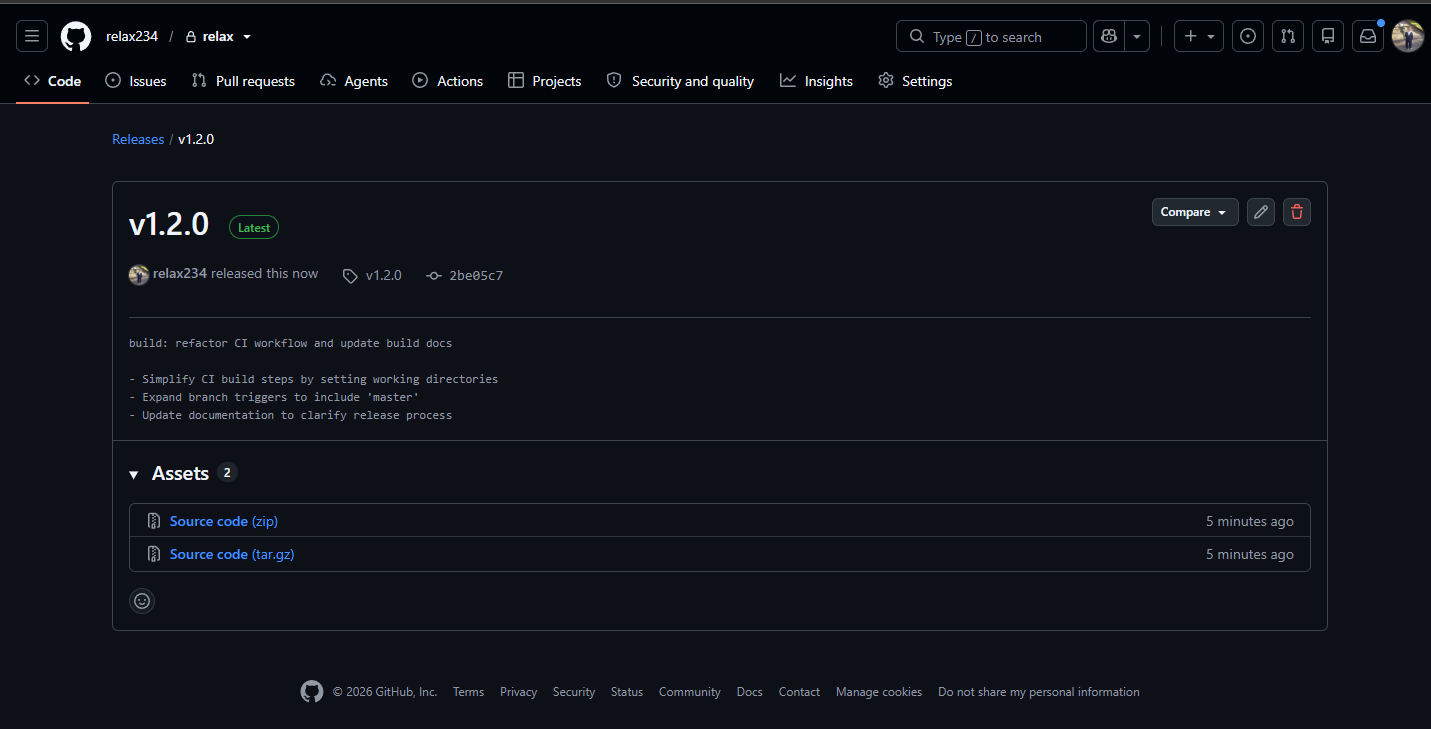 relax234 / relax
Type / to search
Code Issues Pull requests Agents Actions Projects Security and quality Insights Settings
Releases / v1.2.0
v1.2.0 Latest Compare
relax234 released this now v1.2.0 2be05c7
build: refactor CI workflow and update build docs
- Simplify CI build steps by setting working directories
- Expand branch triggers to include 'master'
- Update documentation to clarify release process
Assets 2
Source code (zip) 5 minutes ago
Source code (tar.gz) 5 minutes ago
© 2026 GitHub, Inc. Terms Privacy Security Status Community Docs Contact Manage cookies Do not share my personal information